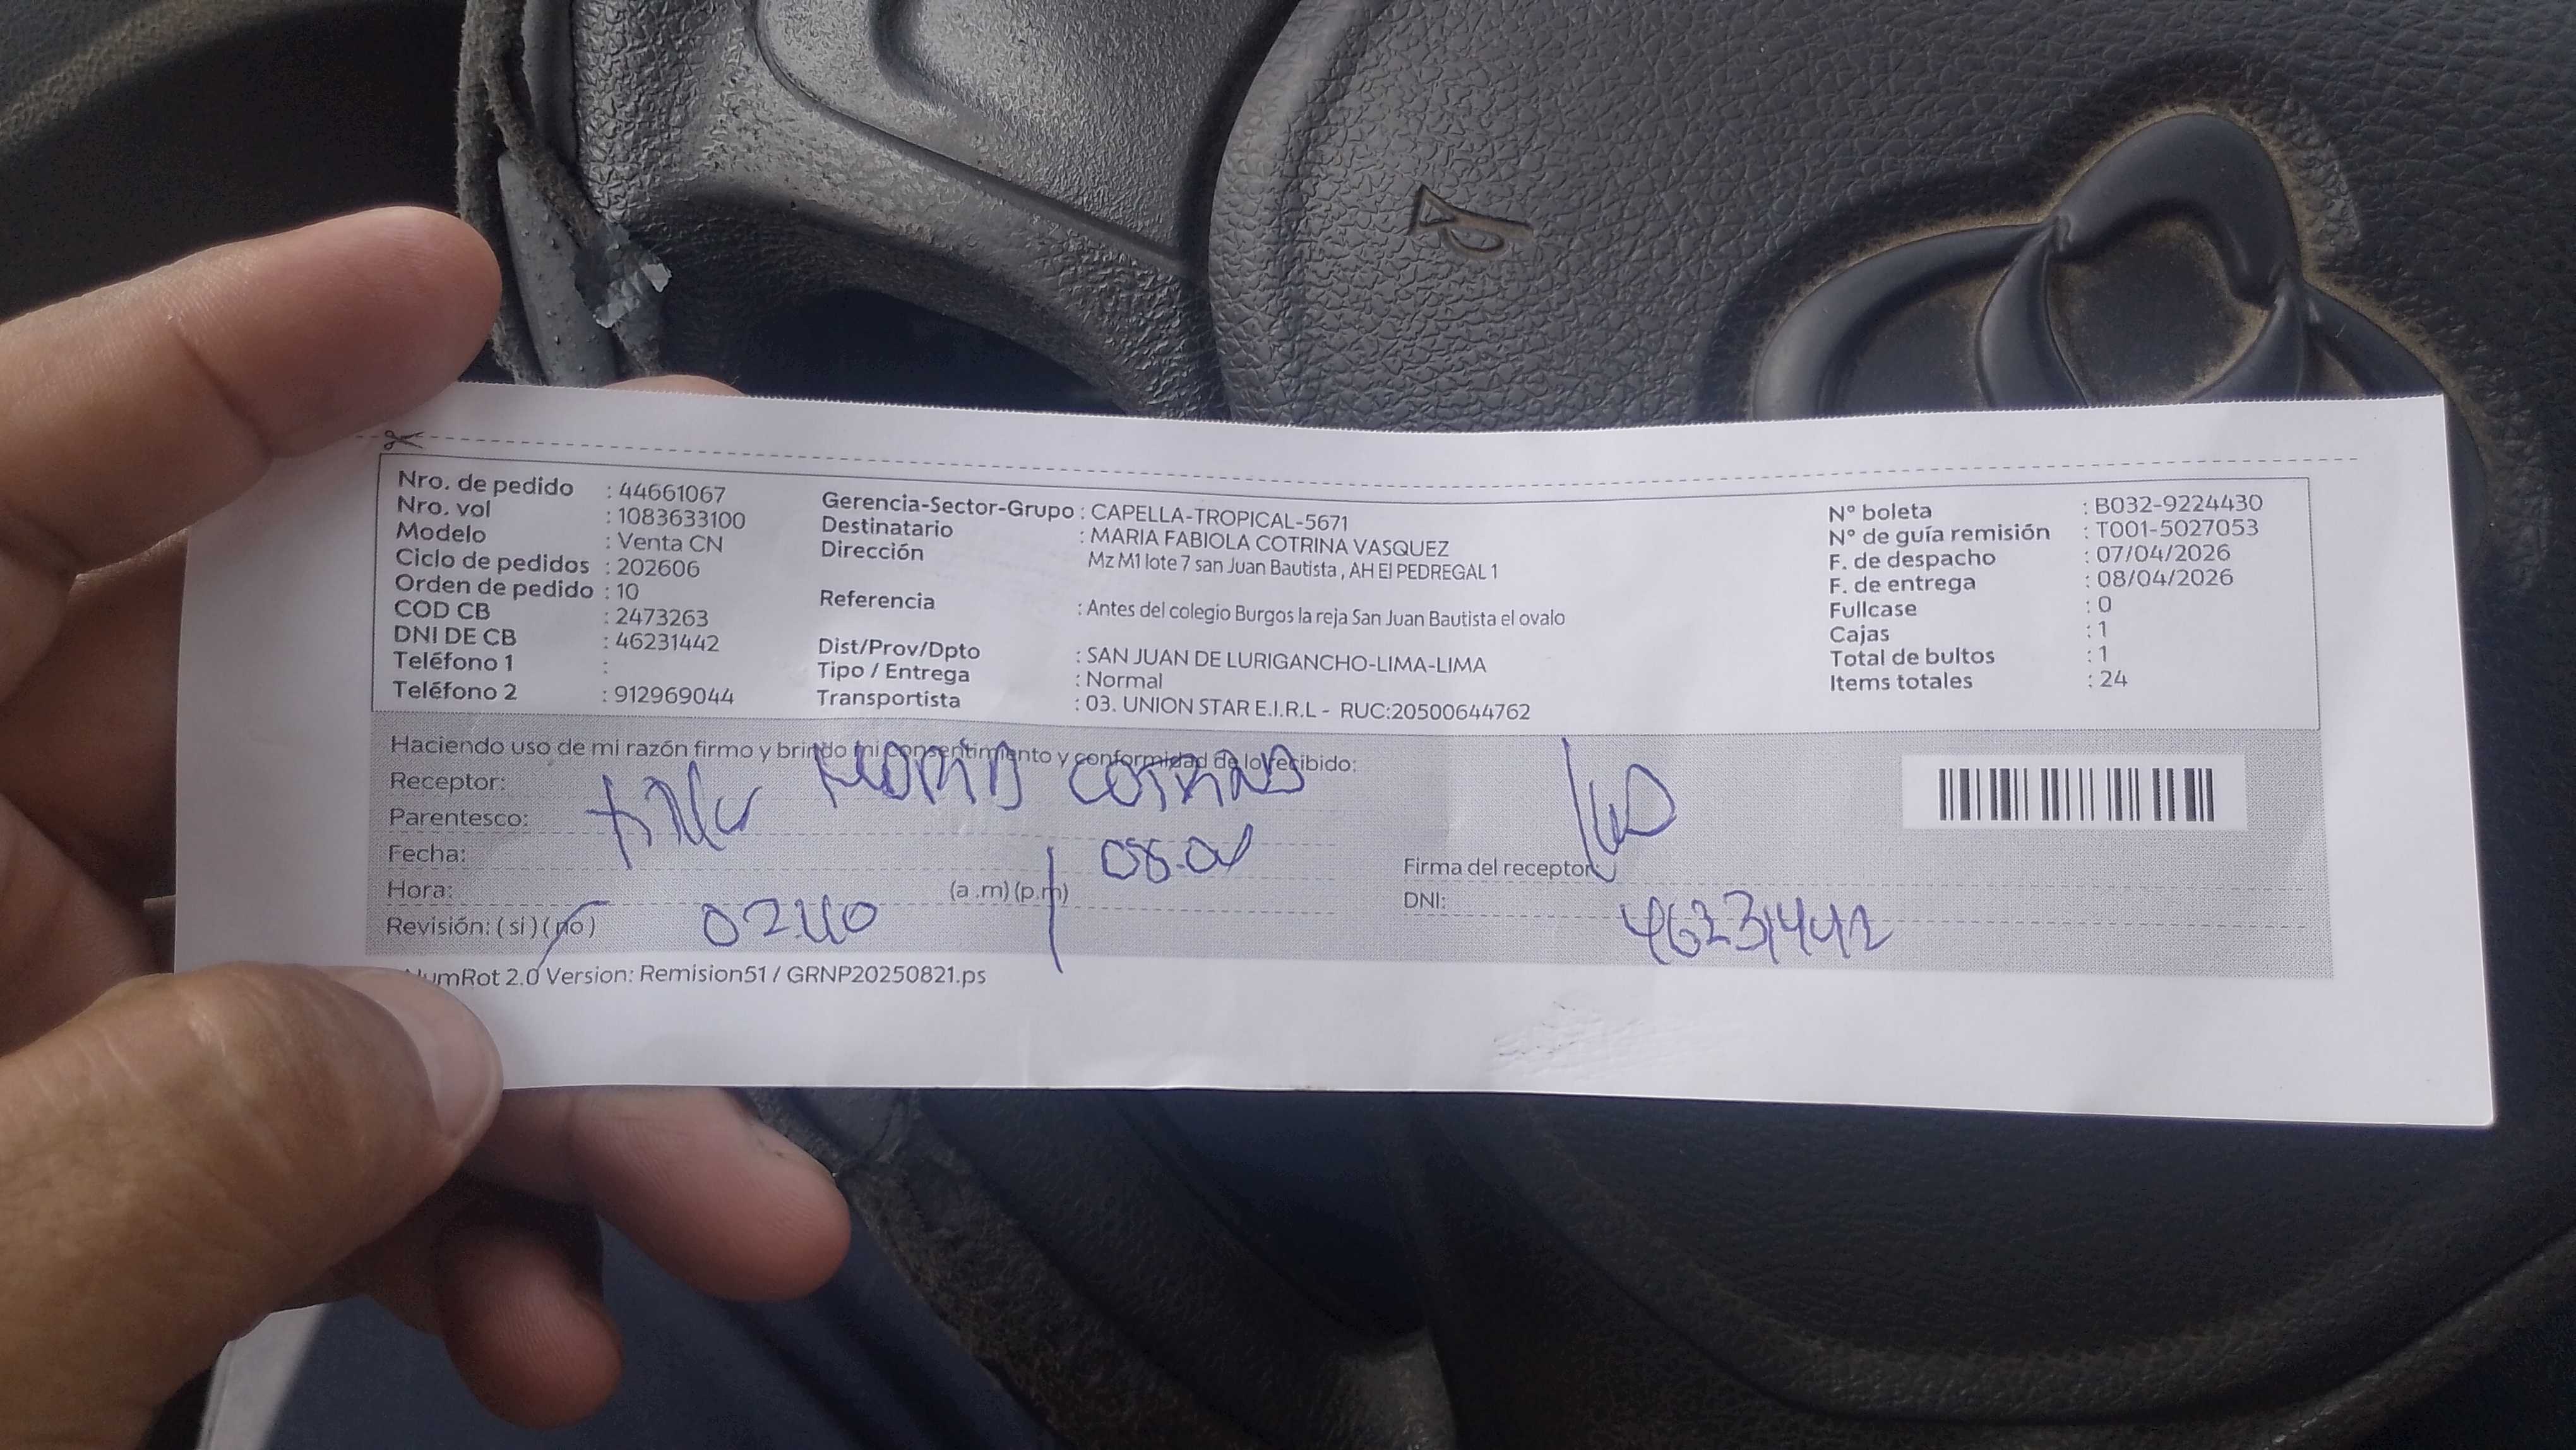 Nro. de pedido : 44661067
Nro. vol : 1083633100
Modelo : Venta CN
Ciclo de pedidos : 202606
Orden de pedido : 10
COD CB : 2473263
DNI DE CB : 46231442
Teléfono 1 :
Teléfono 2 : 912969044
Gerencia-Sector-Grupo : CAPELLA-TROPICAL-5671
Destinatario : MARIA FABIOLA COTRINA VASQUEZ
Dirección Mz M1 lote 7 san Juan Bautista , AH El PEDREGAL 1
Referencia : Antes del colegio Burgos la reja San Juan Bautista el ovalo
Dist/Prov/Dpto : SAN JUAN DE LURIGANCHO-LIMA-LIMA
Tipo / Entrega : Normal
Transportista : 03. UNION STAR E.I.R.L - RUC:20500644762
N° boleta : B032-9224430
N° de guía remisión : T001-5027053
F. de despacho : 07/04/2026
F. de entrega : 08/04/2026
Fullcase : 0
Cajas : 1
Total de bultos : 1
Items totales : 24
Haciendo uso de mi razón firmo y brindo mi consentimiento y conformidad de lo recibido:
Receptor: COTRINA
Parentesco:
Fecha: 08.04
Hora: 02:40 (a .m) (p.m)
Revisión: ( si ) ( no )
Firma del receptor:
DNI: 46231442
NumRot 2.0 Version: Remision51 / GRNP20250821.ps